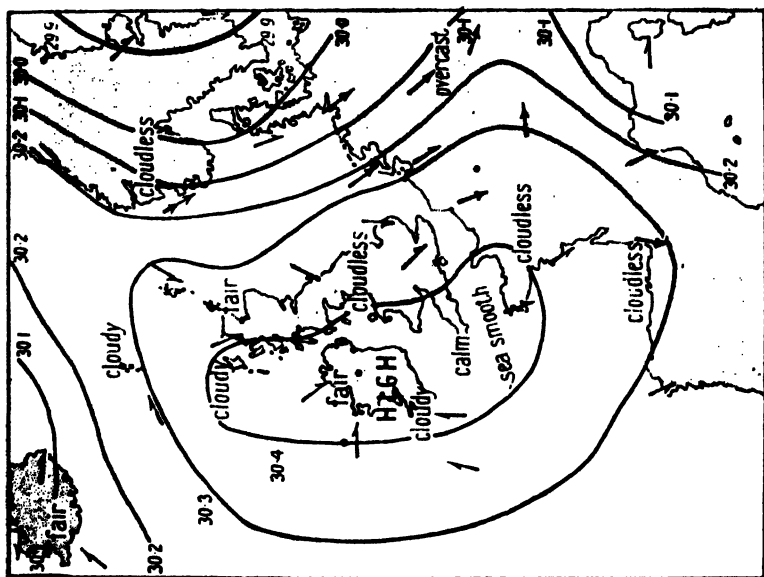 30·1
30·2
30·2
30·1
30·0
29·9
fair
cloudy
30·2
cloudless
30·3
cloudy
fair
29·9
30·4
fair
cloudless
30·0
HIGH
cloudy
overcast
30·1
calm
sea smooth
cloudless
30·1
cloudless
30·1
30·2